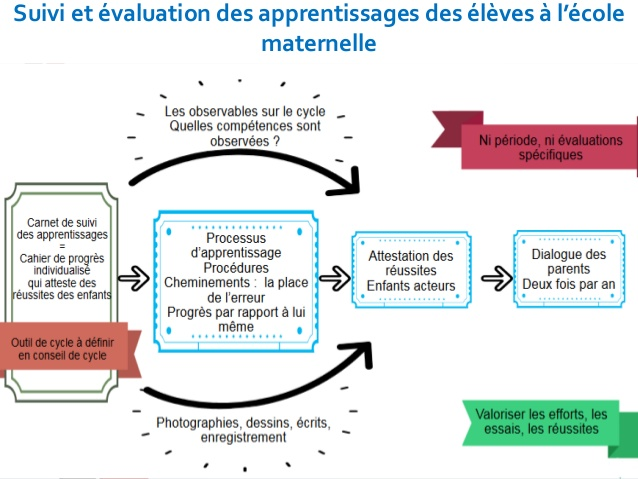 Suivi et évaluation des apprentissages des élèves à l’école
maternelle
Les observables sur le cycle
Quelles compétences sont
observées ?
Ni période, ni évaluations
spécifiques
Carnet de suivi
des apprentissages
=
Cahier de progrès
individualisé
qui atteste des
réussites des enfants
Outil de cycle à définir
en conseil de cycle
Processus
d’apprentissage
Procédures
Cheminements : la place
de l’erreur
Progrès par rapport à lui
même
Attestation des
réussites
Enfants acteurs
Dialogue des
parents
Deux fois par an
Photographies, dessins, écrits,
enregistrement
Valoriser les efforts, les
essais, les réussites